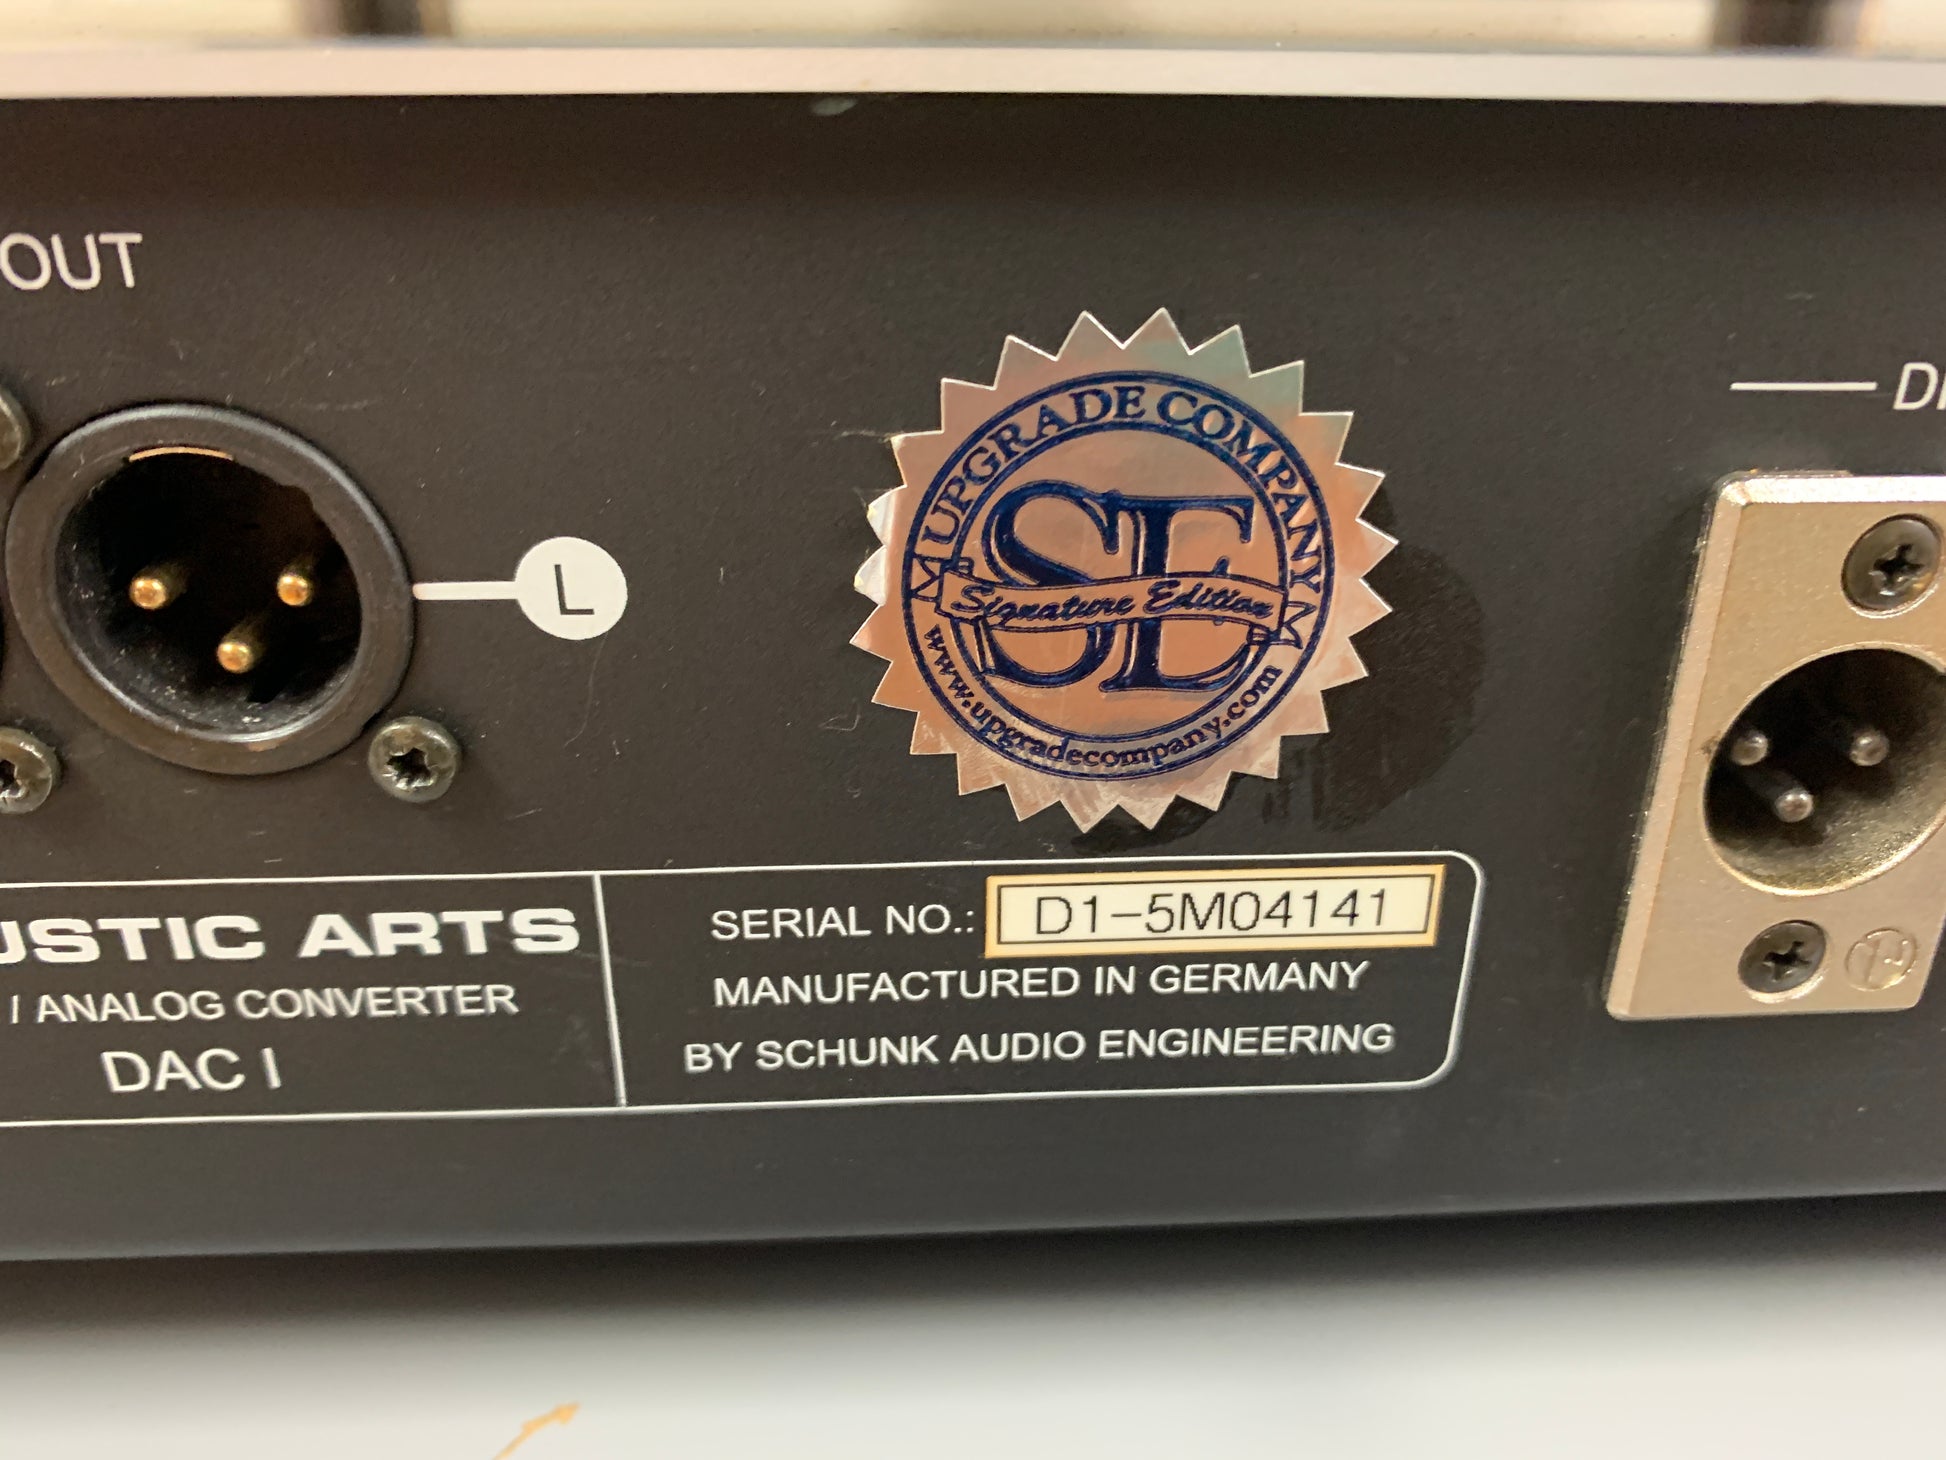 OUT
L
UPGRADE COMPANY
SE
Signature Edition
www.upgradecompany.com
DI
USTIC ARTS
/ ANALOG CONVERTER
DAC I
SERIAL NO.: D1-5M04141
MANUFACTURED IN GERMANY
BY SCHUNK AUDIO ENGINEERING